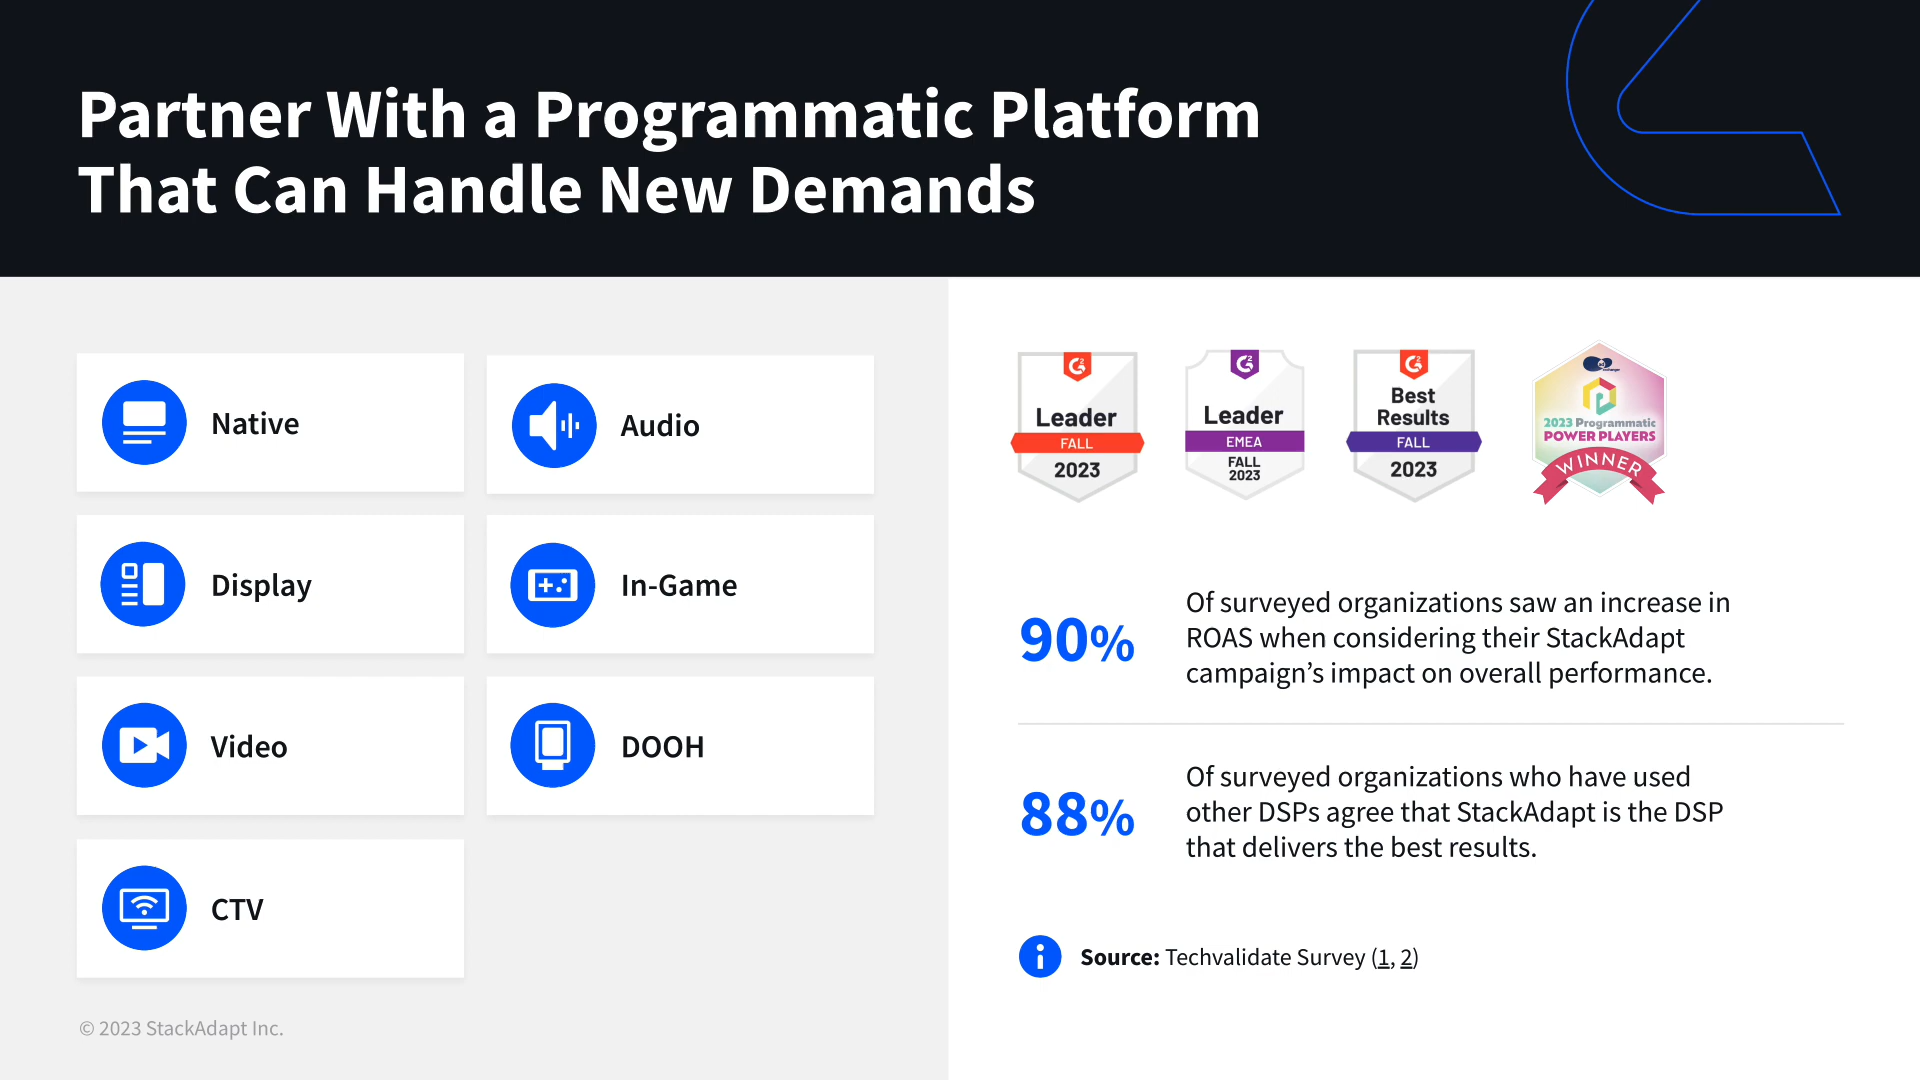 Partner With a Programmatic Platform
That Can Handle New Demands
Native
Audio
Display
In-Game
Video
DOOH
CTV
© 2023 StackAdapt Inc.
Leader
FALL
2023
Leader
EMEA
FALL
2023
Best
Results
FALL
2023
2023 Programmatic
POWER PLAYERS
WINNER
90%
Of surveyed organizations saw an increase in
ROAS when considering their StackAdapt
campaign’s impact on overall performance.
88%
Of surveyed organizations who have used
other DSPs agree that StackAdapt is the DSP
that delivers the best results.
Source: Techvalidate Survey (1, 2)